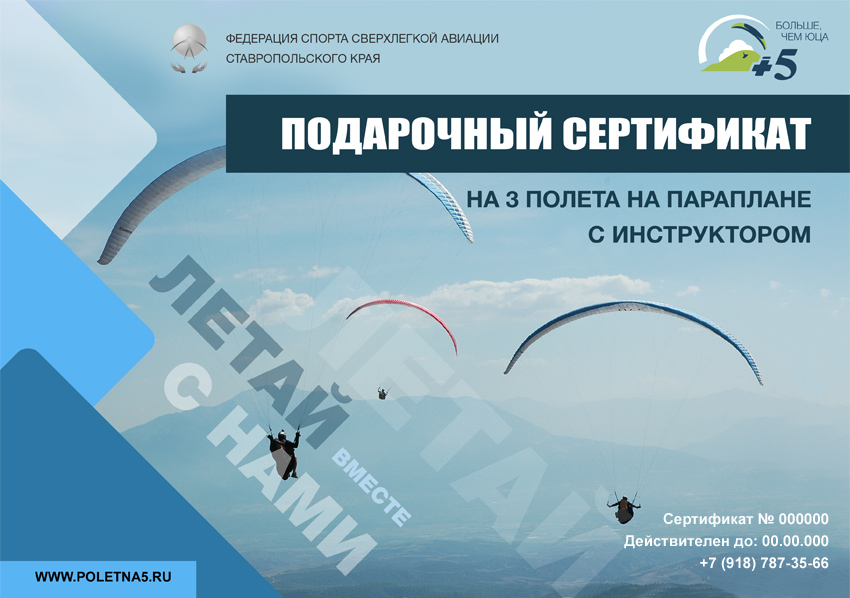 ФЕДЕРАЦИЯ СПОРТА СВЕРХЛЕГКОЙ АВИАЦИИ
СТАВРОПОЛЬСКОГО КРАЯ
БОЛЬШЕ,
ЧЕМ ЮЦА
+5
ПОДАРОЧНЫЙ СЕРТИФИКАТ
НА 3 ПОЛЕТА НА ПАРАПЛАНЕ
С ИНСТРУКТОРОМ
ЛЕТАЙ
ЛЕТАЙ
ВМЕСТЕ
С НАМИ
Сертификат № 000000
Действителен до: 00.00.000
+7 (918) 787-35-66
WWW.POLETNA5.RU